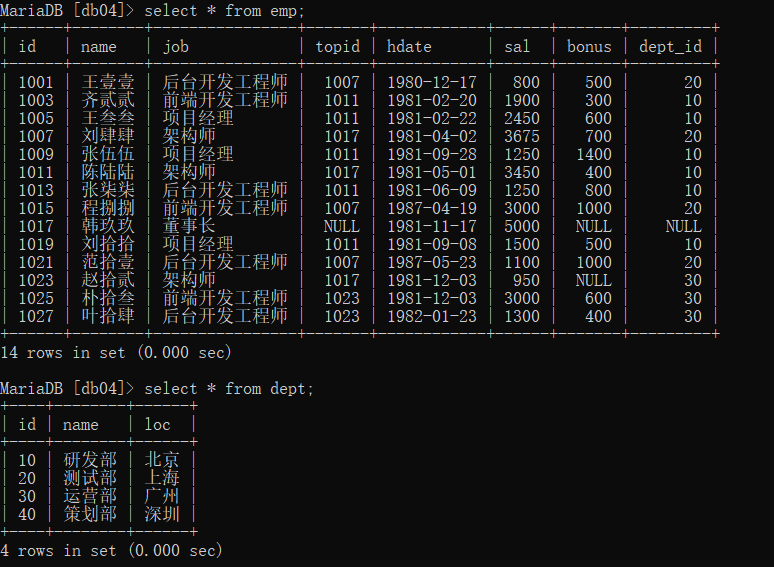 MariaDB [db04]> select * from emp;
+------+--------+----------------+-------+------------+------+-------+---------+
| id   | name   | job            | topid | hdate      | sal  | bonus | dept_id |
+------+--------+----------------+-------+------------+------+-------+---------+
| 1001 | 王壹壹 | 后台开发工程师 | 1007 | 1980-12-17 | 800 | 500 | 20 |
| 1003 | 齐贰贰 | 前端开发工程师 | 1011 | 1981-02-20 | 1900 | 300 | 10 |
| 1005 | 王叁叁 | 项目经理 | 1011 | 1981-02-22 | 2450 | 600 | 10 |
| 1007 | 刘肆肆 | 架构师 | 1017 | 1981-04-02 | 3675 | 700 | 20 |
| 1009 | 张伍伍 | 项目经理 | 1011 | 1981-09-28 | 1250 | 1400 | 10 |
| 1011 | 陈陆陆 | 架构师 | 1017 | 1981-05-01 | 3450 | 400 | 10 |
| 1013 | 张柒柒 | 后台开发工程师 | 1011 | 1981-06-09 | 1250 | 800 | 10 |
| 1015 | 程捌捌 | 前端开发工程师 | 1007 | 1987-04-19 | 3000 | 1000 | 20 |
| 1017 | 韩玖玖 | 董事长 | NULL | 1981-11-17 | 5000 | NULL | NULL |
| 1019 | 刘拾拾 | 项目经理 | 1011 | 1981-09-08 | 1500 | 500 | 10 |
| 1021 | 范拾壹 | 后台开发工程师 | 1007 | 1987-05-23 | 1100 | 1000 | 20 |
| 1023 | 赵拾贰 | 架构师 | 1017 | 1981-12-03 | 950 | NULL | 30 |
| 1025 | 朴拾叁 | 前端开发工程师 | 1023 | 1981-12-03 | 3000 | 600 | 30 |
| 1027 | 叶拾肆 | 后台开发工程师 | 1023 | 1982-01-23 | 1300 | 400 | 30 |
+------+--------+----------------+-------+------------+------+-------+---------+
14 rows in set (0.000 sec)
MariaDB [db04]> select * from dept;
+----+--------+------+
| id | name   | loc  |
+----+--------+------+
| 10 | 研发部 | 北京 |
| 20 | 测试部 | 上海 |
| 30 | 运营部 | 广州 |
| 40 | 策划部 | 深圳 |
+----+--------+------+
4 rows in set (0.000 sec)